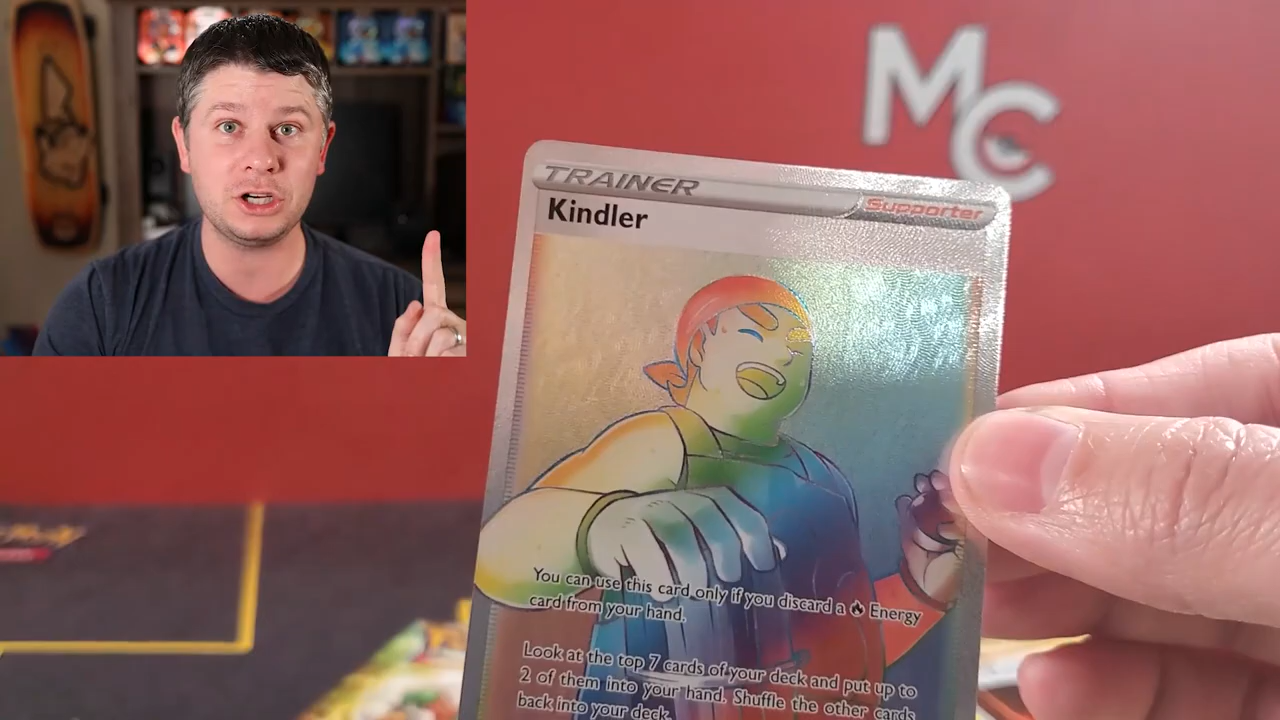 MC
TRAINER
Supporter
Kindler
You can use this card only if you discard a Energy
card from your hand.
Look at the top 7 cards of your deck and put up to
2 of them into your hand. Shuffle the other cards
back into your deck.